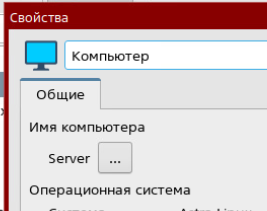 Свойства
Компьютер
Общие
Имя компьютера
Server ...
Операционная система